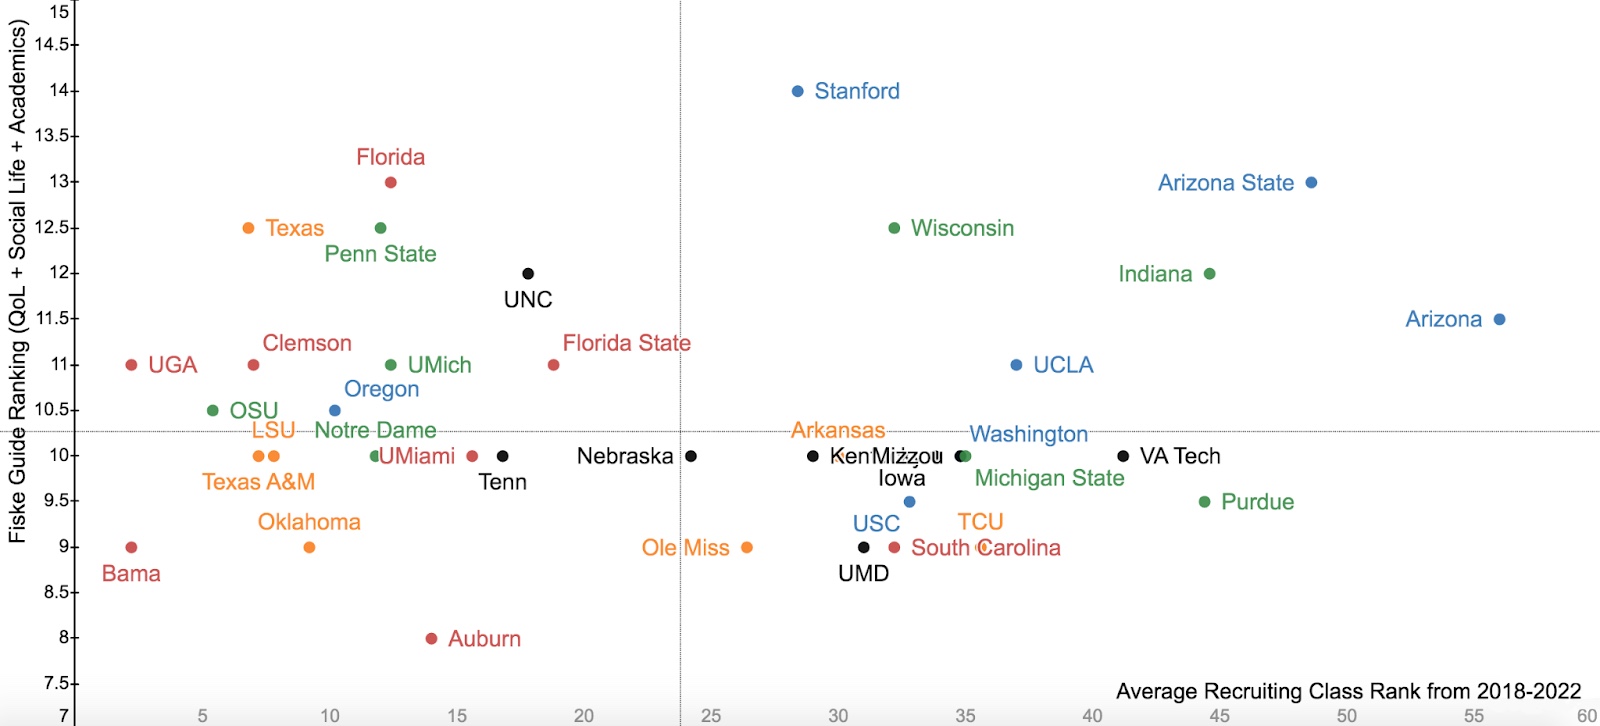 Fiske Guide Ranking (QoL + Social Life + Academics)
15
14.5
14
Stanford
13.5
Florida
13
Arizona State
12.5
Texas
Wisconsin
Penn State
12
Indiana
UNC
11.5
Arizona
Clemson
Florida State
11
UGA
UMich
UCLA
Oregon
10.5
OSU
LSU
Notre Dame
Arkansas
Washington
10
UMiami
Nebraska
Mizzou
VA Tech
Texas A&M
Tenn
Iowa
Michigan State
9.5
Purdue
Oklahoma
USC
TCU
9
Ole Miss
South Carolina
Bama
UMD
8.5
8
Auburn
7.5
Average Recruiting Class Rank from 2018-2022
7
5
10
15
20
25
30
35
40
45
50
55
60